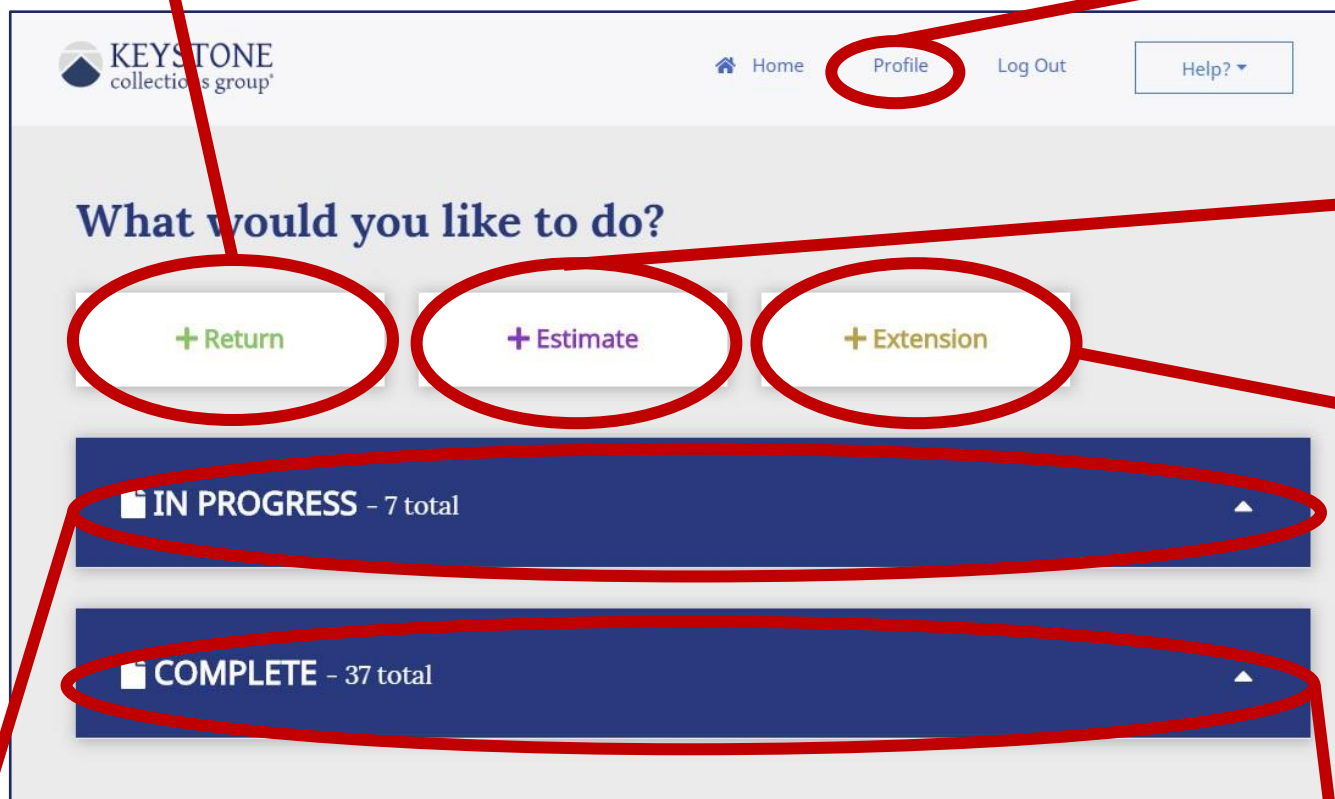 KEYSTONE
collections group
Home Profile Log Out Help?
What would you like to do?
+ Return + Estimate + Extension
IN PROGRESS - 7 total
COMPLETE - 37 total